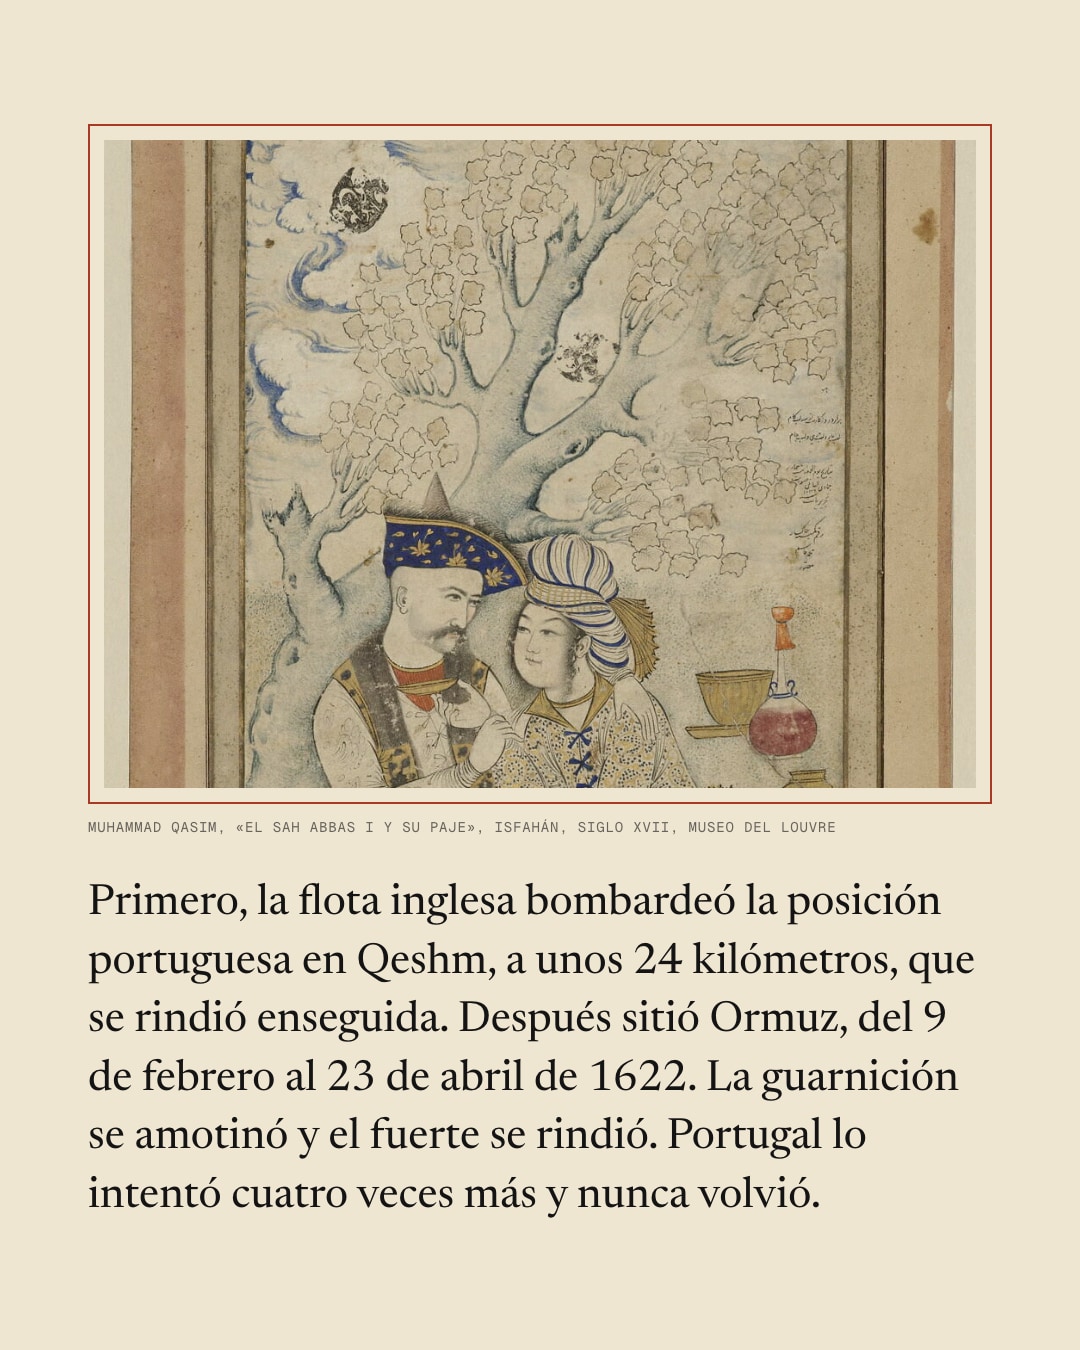 MUHAMMAD QASIM, «EL SAH ABBAS I Y SU PAJE», ISFAHÁN, SIGLO XVII, MUSEO DEL LOUVRE
Primero, la flota inglesa bombardeó la posición
portuguesa en Qeshm, a unos 24 kilómetros, que
se rindió enseguida. Después sitió Ormuz, del 9
de febrero al 23 de abril de 1622. La guarnición
se amotinó y el fuerte se rindió. Portugal lo
intentó cuatro veces más y nunca volvió.